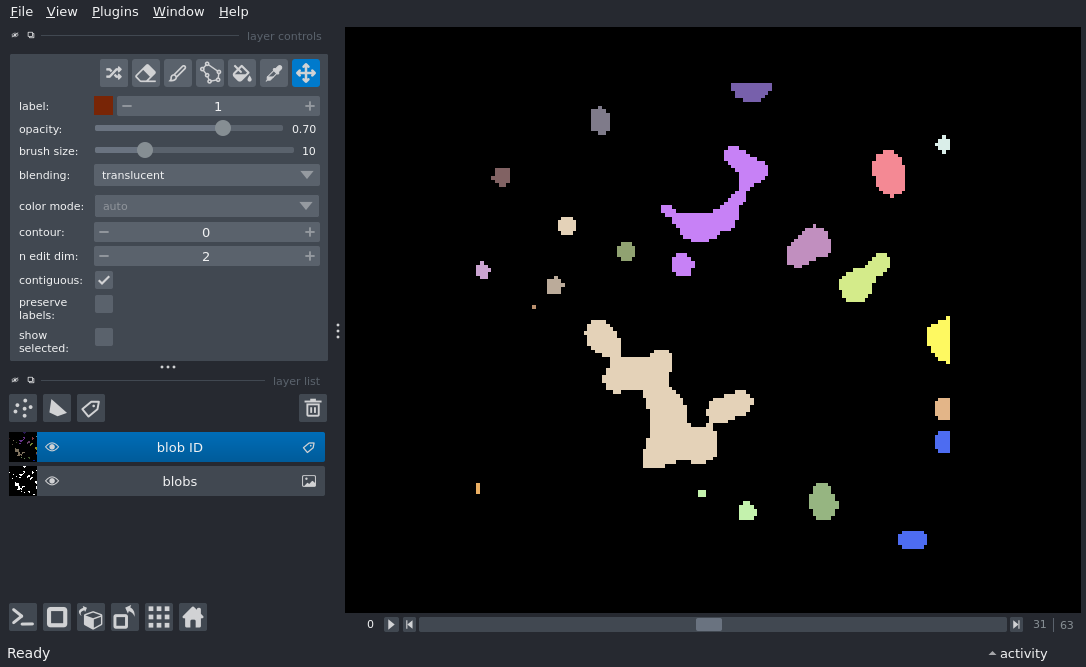 File View Plugins Window Help
layer controls
label: 1
opacity: 0.70
brush size: 10
blending: translucent
color mode: auto
contour: 0
n edit dim: 2
contiguous:
preserve
labels:
show
selected:
layer list
blob ID
blobs
0 31 | 63
Ready activity